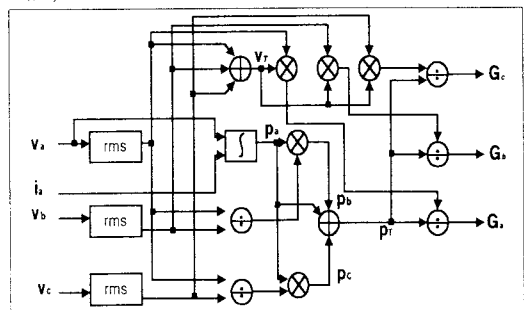 V_T
G_c
V_a
rms
∫
p_a
G_b
i_a
V_b
rms
p_b
p_T
G_a
V_c
rms
p_c